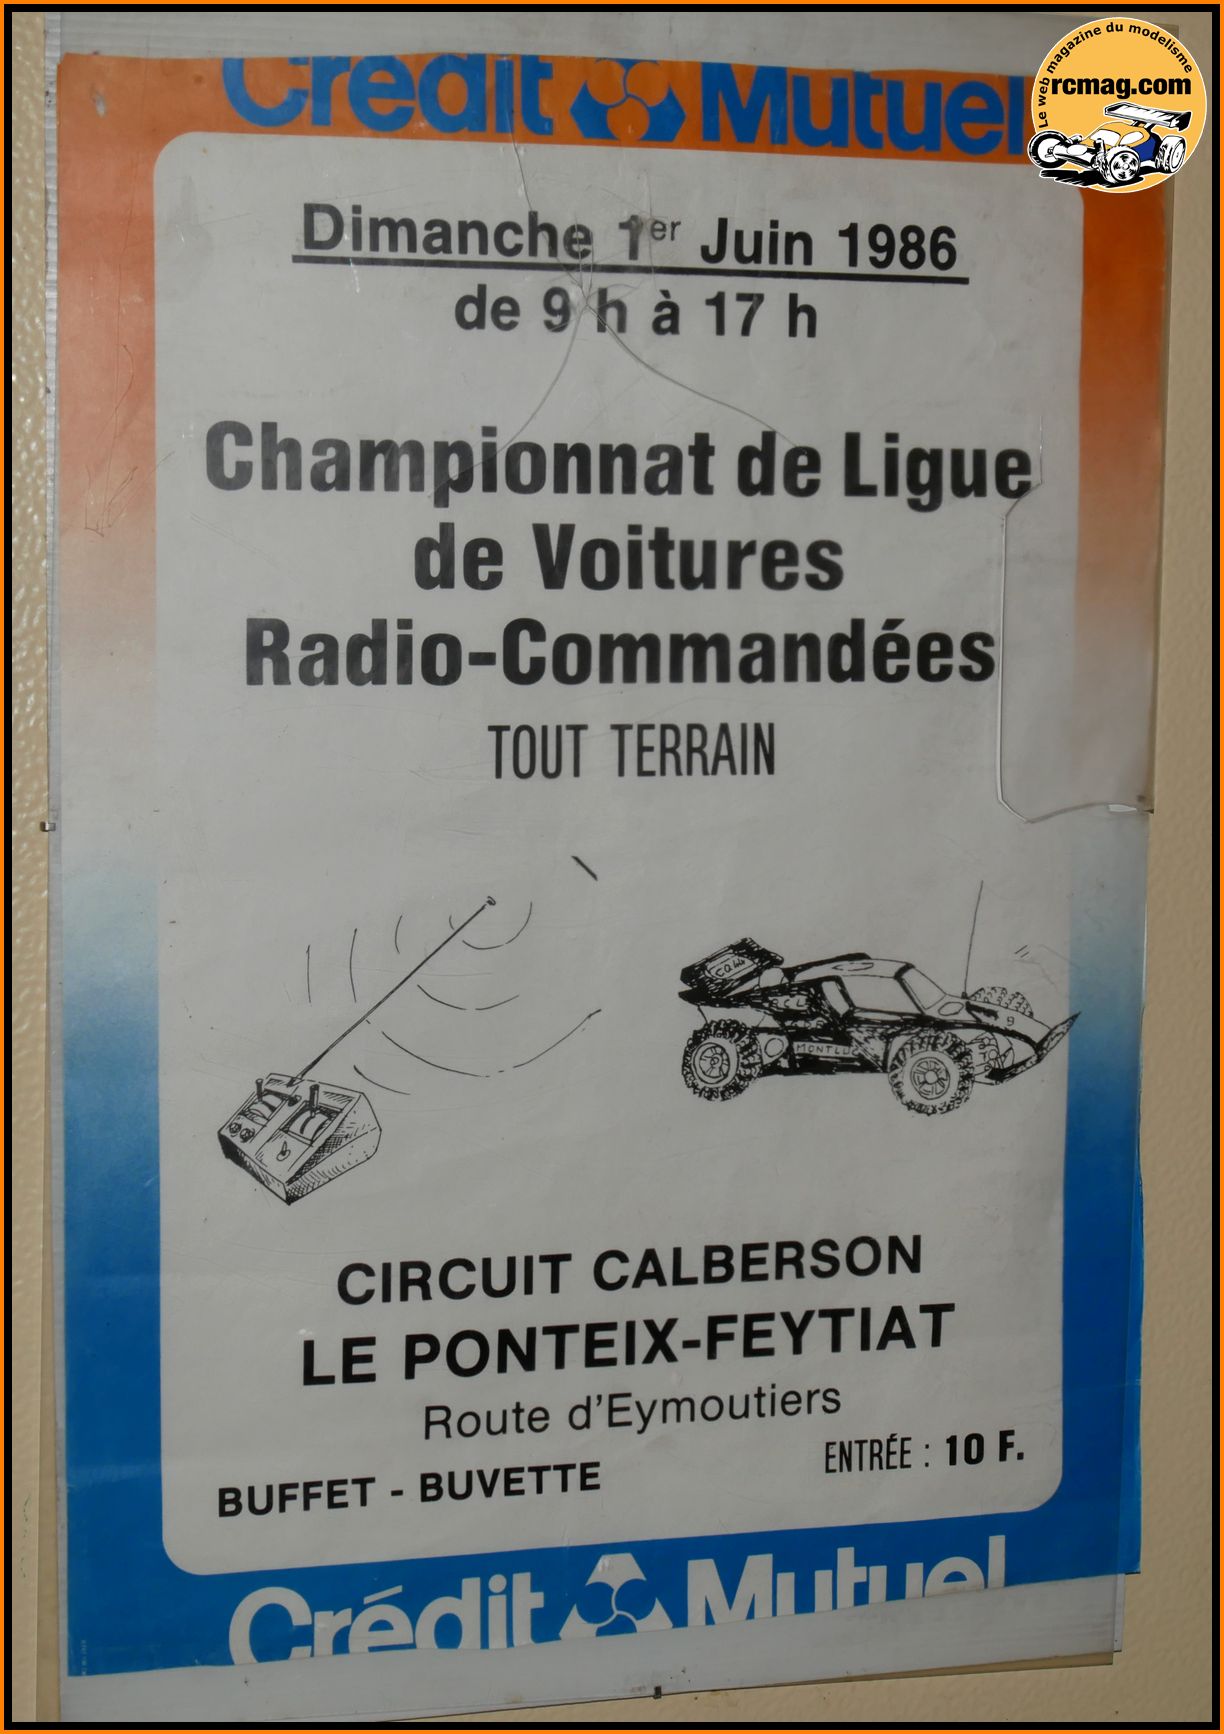 Le web magazine du modelisme
rcmag.com
Crédit Mutuel
Dimanche 1er Juin 1986
de 9 h à 17 h
Championnat de Ligue
de Voitures
Radio-Commandées
TOUT TERRAIN
9
CIRCUIT CALBERSON
LE PONTEIX-FEYTIAT
Route d'Eymoutiers
ENTRÉE : 10 F.
BUFFET - BUVETTE
Crédit Mutuel